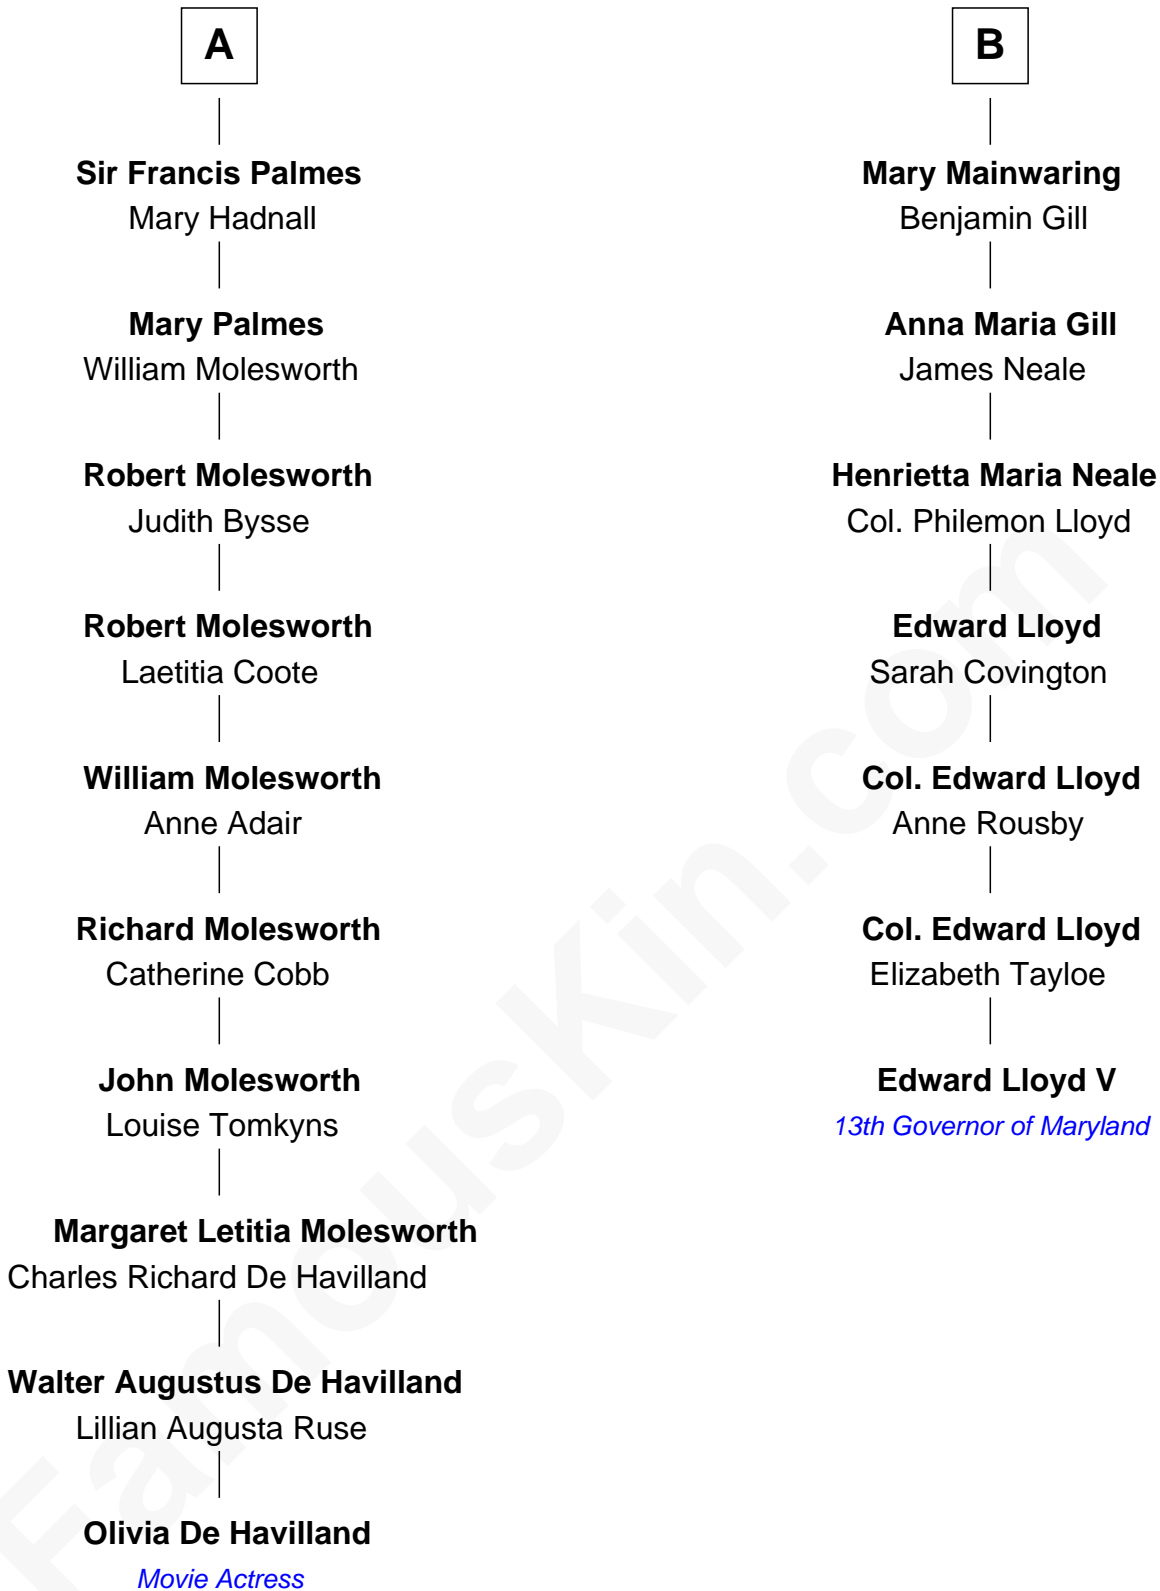 A
Sir Francis Palmes
Mary Hadnall
Mary Palmes
William Molesworth
Robert Molesworth
Judith Bysse
Robert Molesworth
Laetitia Coote
William Molesworth
Anne Adair
Richard Molesworth
Catherine Cobb
John Molesworth
Louise Tomkyns
Margaret Letitia Molesworth
Charles Richard De Havilland
Walter Augustus De Havilland
Lillian Augusta Ruse
Olivia De Havilland
Movie Actress
B
Mary Mainwaring
Benjamin Gill
Anna Maria Gill
James Neale
Henrietta Maria Neale
Col. Philemon Lloyd
Edward Lloyd
Sarah Covington
Col. Edward Lloyd
Anne Rousby
Col. Edward Lloyd
Elizabeth Tayloe
Edward Lloyd V
13th Governor of Maryland
FamousKin.com